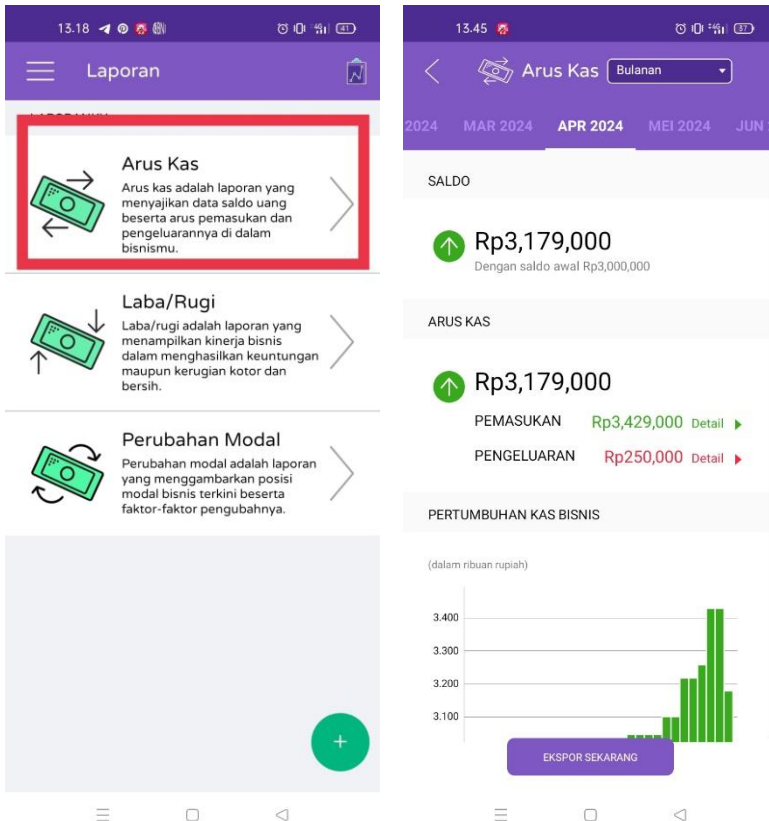 13.18
41
Laporan
Arus Kas
Arus kas adalah laporan yang
menyajikan data saldo uang
beserta arus pemasukan dan
pengeluarannya di dalam
bisnismu.
Laba/Rugi
Laba/rugi adalah laporan yang
menampilkan kinerja bisnis
dalam menghasilkan keuntungan
maupun kerugian kotor dan
bersih.
Perubahan Modal
Perubahan modal adalah laporan
yang menggambarkan posisi
modal bisnis terkini beserta
faktor-faktor pengubahnya.
+
13.45
37
Arus Kas Bulanan
2024 MAR 2024 APR 2024 MEI 2024 JUN
SALDO
Rp3,179,000
Dengan saldo awal Rp3,000,000
ARUS KAS
Rp3,179,000
PEMASUKAN Rp3,429,000 Detail
PENGELUARAN Rp250,000 Detail
PERTUMBUHAN KAS BISNIS
(dalam ribuan rupiah)
3.400
3.300
3.200
3.100
EKSPOR SEKARANG